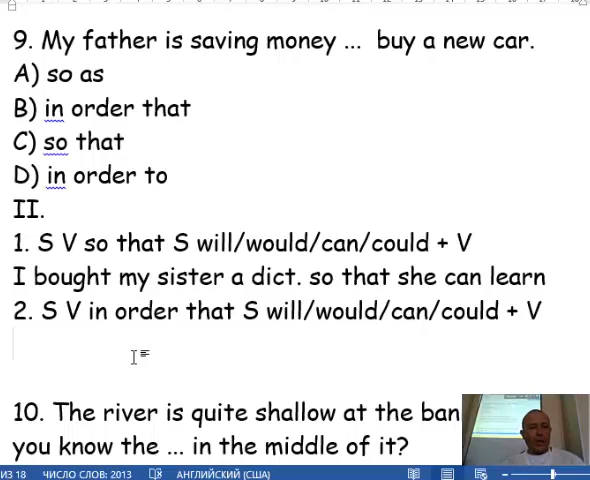 9. My father is saving money ... buy a new car.
A) so as
B) in order that
C) so that
D) in order to
II.
1. S V so that S will/would/can/could + V
I bought my sister a dict. so that she can learn
2. S V in order that S will/would/can/could + V
10. The river is quite shallow at the ban
you know the ... in the middle of it?
ИЗ 18 ЧИСЛО СЛОВ: 2013 АНГЛИЙСКИЙ (США)